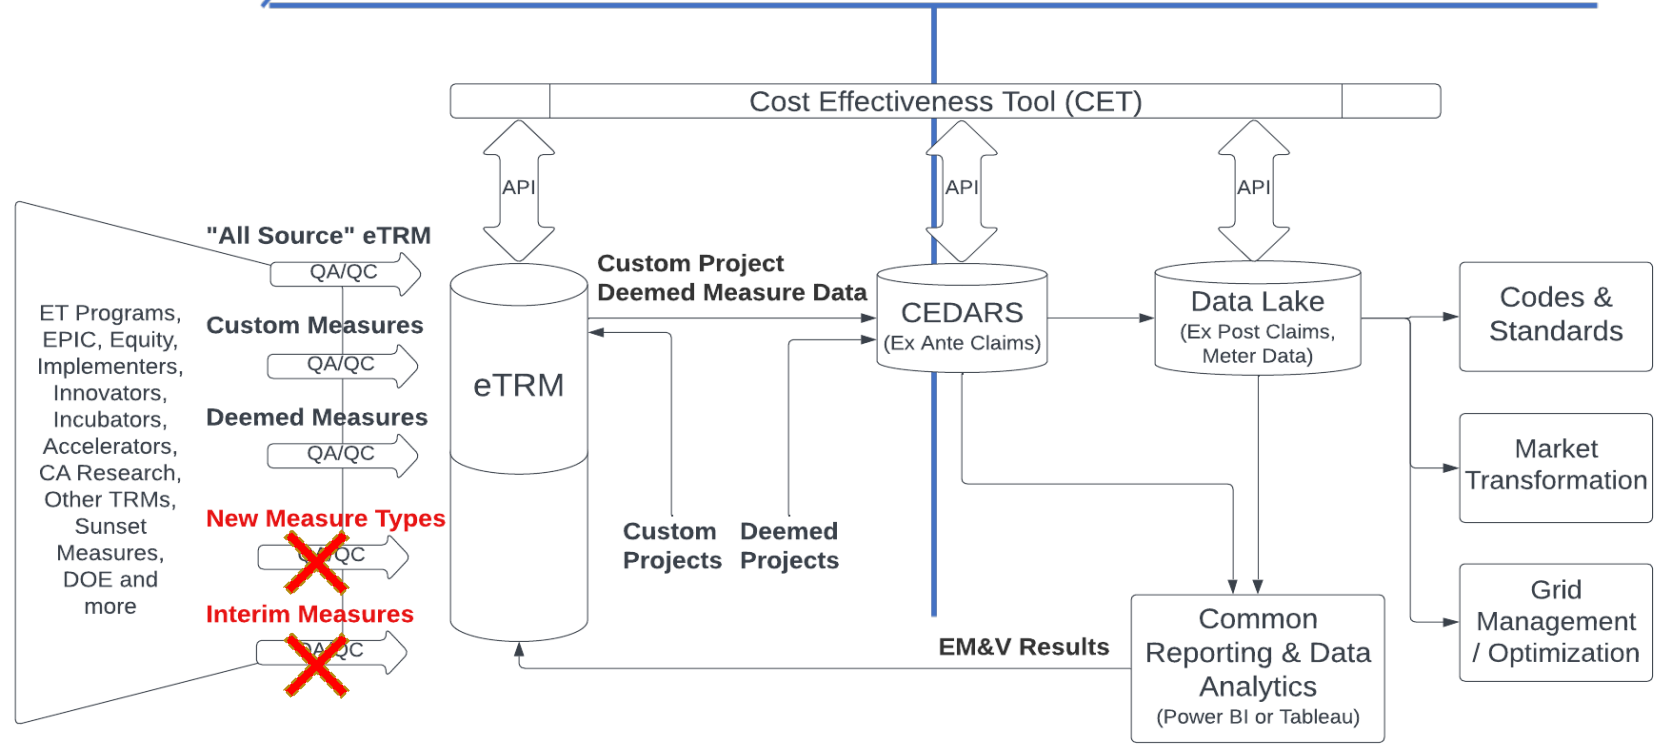 Cost Effectiveness Tool (CET)
API
API
API
"All Source" eTRM
QA/QC
Custom Measures
QA/QC
Deemed Measures
QA/QC
New Measure Types
QA/QC
Interim Measures
QA/QC
ET Programs,
EPIC, Equity,
Implementers,
Innovators,
Incubators,
Accelerators,
CA Research,
Other TRMs,
Sunset
Measures,
DOE and
more
eTRM
Custom Project
Deemed Measure Data
CEDARS
(Ex Ante Claims)
Data Lake
(Ex Post Claims,
Meter Data)
Codes &
Standards
Market
Transformation
Grid
Management
/ Optimization
Custom
Projects
Deemed
Projects
EM&V Results
Common
Reporting & Data
Analytics
(Power BI or Tableau)